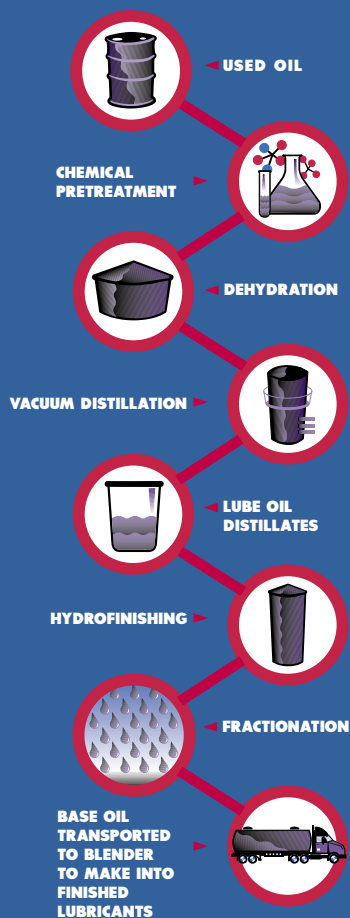 USED OIL
CHEMICAL
PRETREATMENT
DEHYDRATION
VACUUM DISTILLATION
LUBE OIL
DISTILLATES
HYDROFINISHING
FRACTIONATION
BASE OIL
TRANSPORTED
TO BLENDER
TO MAKE INTO
FINISHED
LUBRICANTS